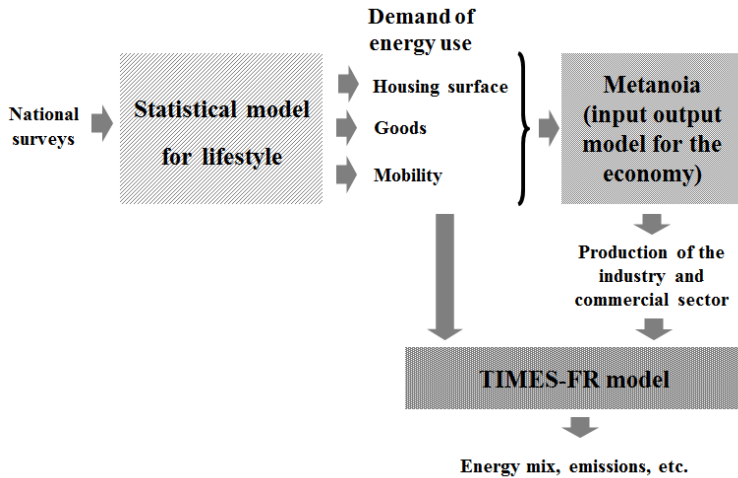 National
surveys
Statistical model
for lifestyle
Demand of
energy use
Housing surface
Goods
Mobility
Metanoia
(input output
model for the
economy)
Production of the
industry and
commercial sector
TIMES-FR model
Energy mix, emissions, etc.